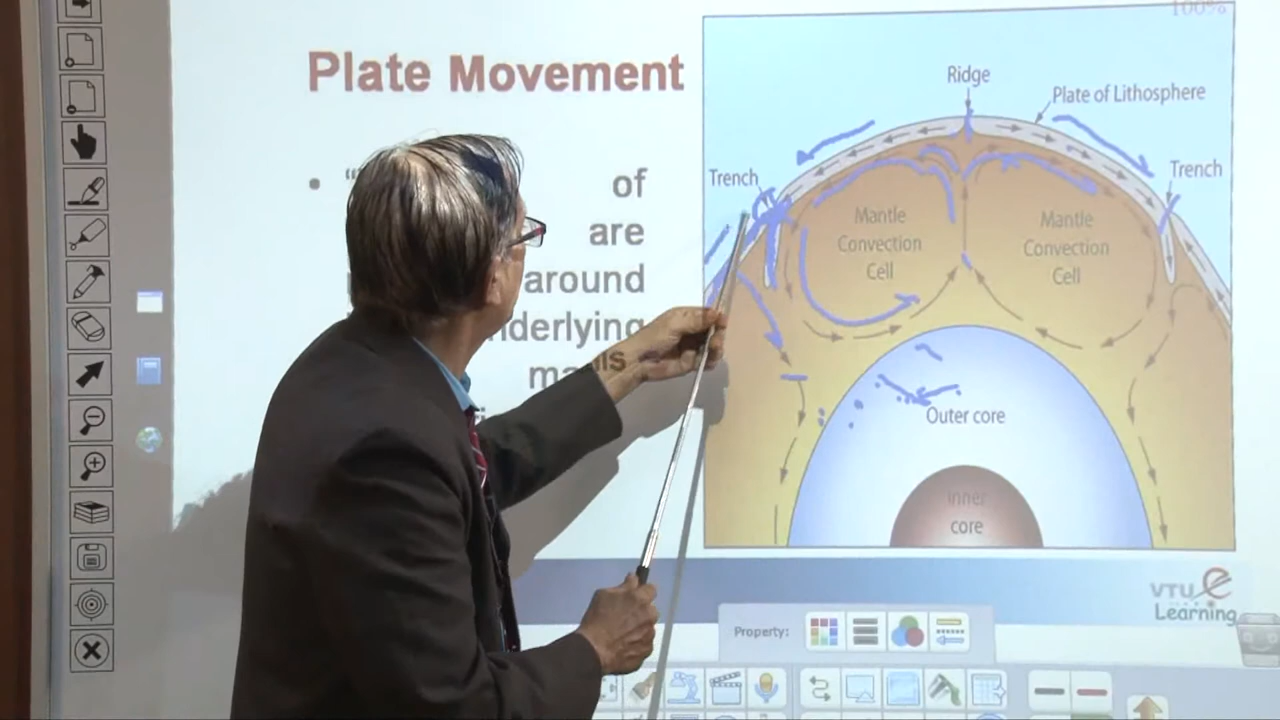 100%
Plate Movement
Ridge
Plate of Lithosphere
Trench
Trench
of
are
around
Mantle
Convection
Cell
Mantle
Convection
Cell
Outer core
Inner
core
VTU e
Learning
Property: